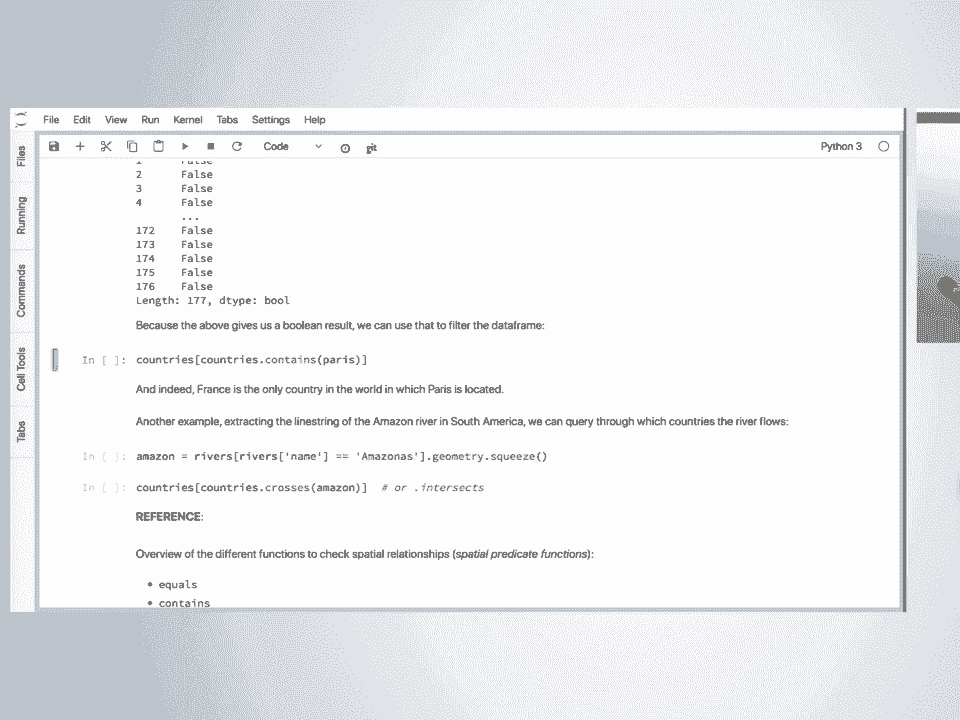 File Edit View Run Kernel Tabs Settings Help
Code
Python 3
Files
Running
Commands
Cell Tools
Tabs
1 False
2 False
3 False
4 False
...
172 False
173 False
174 False
175 False
176 False
Length: 177, dtype: bool
Because the above gives us a boolean result, we can use that to filter the dataframe:
In [ ]: countries[countries.contains(paris)]
And indeed, France is the only country in the world in which Paris is located.
Another example, extracting the linestring of the Amazon river in South America, we can query through which countries the river flows:
In [ ]: amazon = rivers[rivers['name'] == 'Amazonas'].geometry.squeeze()
In [ ]: countries[countries.crosses(amazon)]  # or .intersects
REFERENCE:
Overview of the different functions to check spatial relationships (spatial predicate functions):
• equals
• contains